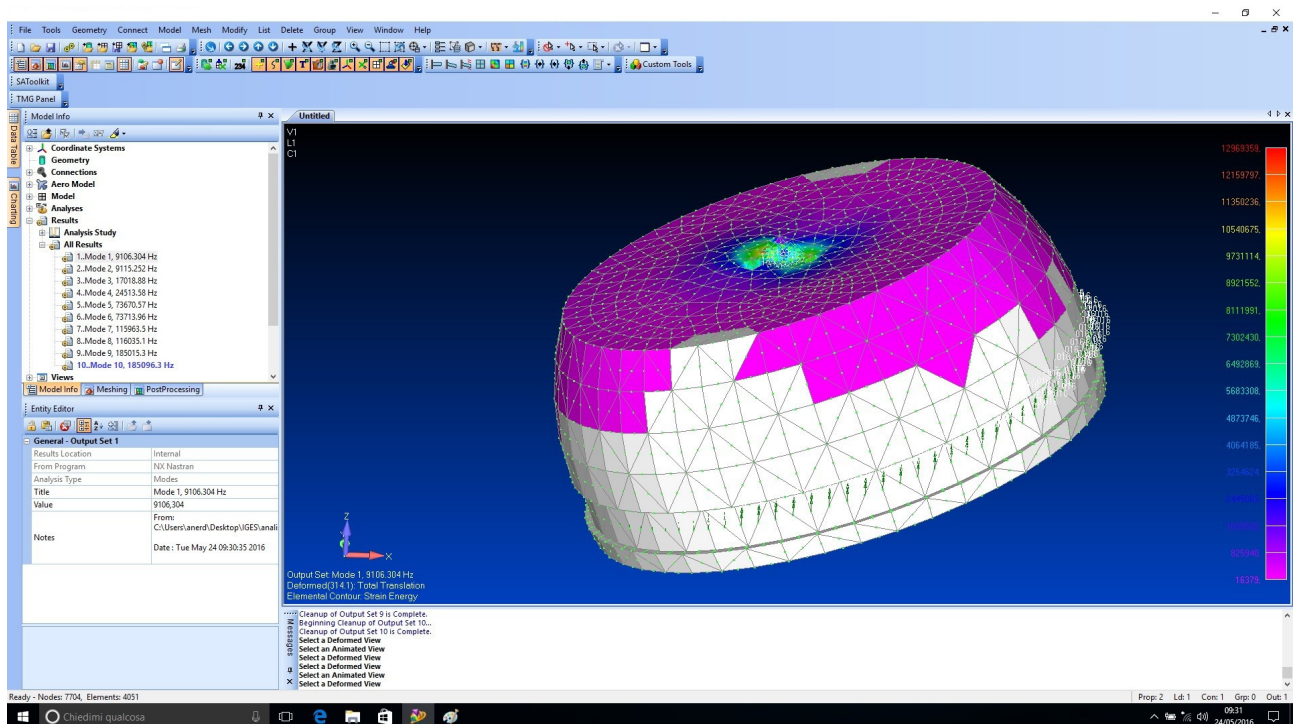 File Tools Geometry Connect Model Mesh Modify List Delete Group View Window Help
Custom Tools
SAToolkit
TMG Panel
Model Info
Untitled
Data Table
Charting
Coordinate Systems
Geometry
Connections
Aero Model
Model
Analyses
Results
Analysis Study
All Results
1..Mode 1, 9106.304 Hz
2..Mode 2, 9115.252 Hz
3..Mode 3, 17018.88 Hz
4..Mode 4, 24513.58 Hz
5..Mode 5, 73670.57 Hz
6..Mode 6, 73713.96 Hz
7..Mode 7, 115963.5 Hz
8..Mode 8, 116035.1 Hz
9..Mode 9, 185015.3 Hz
10..Mode 10, 185096.3 Hz
Views
Model Info Meshing PostProcessing
Entity Editor
General - Output Set 1
Results Location Internal
From Program NX Nastran
Analysis Type Modes
Title Mode 1, 9106.304 Hz
Value 9106,304
Notes
From:
C:\Users\anerd\Desktop\IGES\anali
Date : Tue May 24 09:30:35 2016
V1
L1
C1
12969359.
12159797.
11350236.
10540675.
9731114.
8921552.
8111991.
7302430.
6492869.
5683308.
4873746.
4064185.
825940.
16379.
Z
X
Output Set: Mode 1, 9106.304 Hz
Deformed(314.1): Total Translation
Elemental Contour: Strain Energy
Messages
Cleanup of Output Set 9 is Complete.
Beginning Cleanup of Output Set 10...
Cleanup of Output Set 10 is Complete.
Select a Deformed View
Select an Animated View
Select a Deformed View
Select a Deformed View
Select an Animated View
Select a Deformed View
Ready - Nodes: 7704, Elements: 4051
Prop: 2 Ld: 1 Con: 1 Grp: 0 Out: 1
Chiedimi qualcosa
09:31
24/05/2016